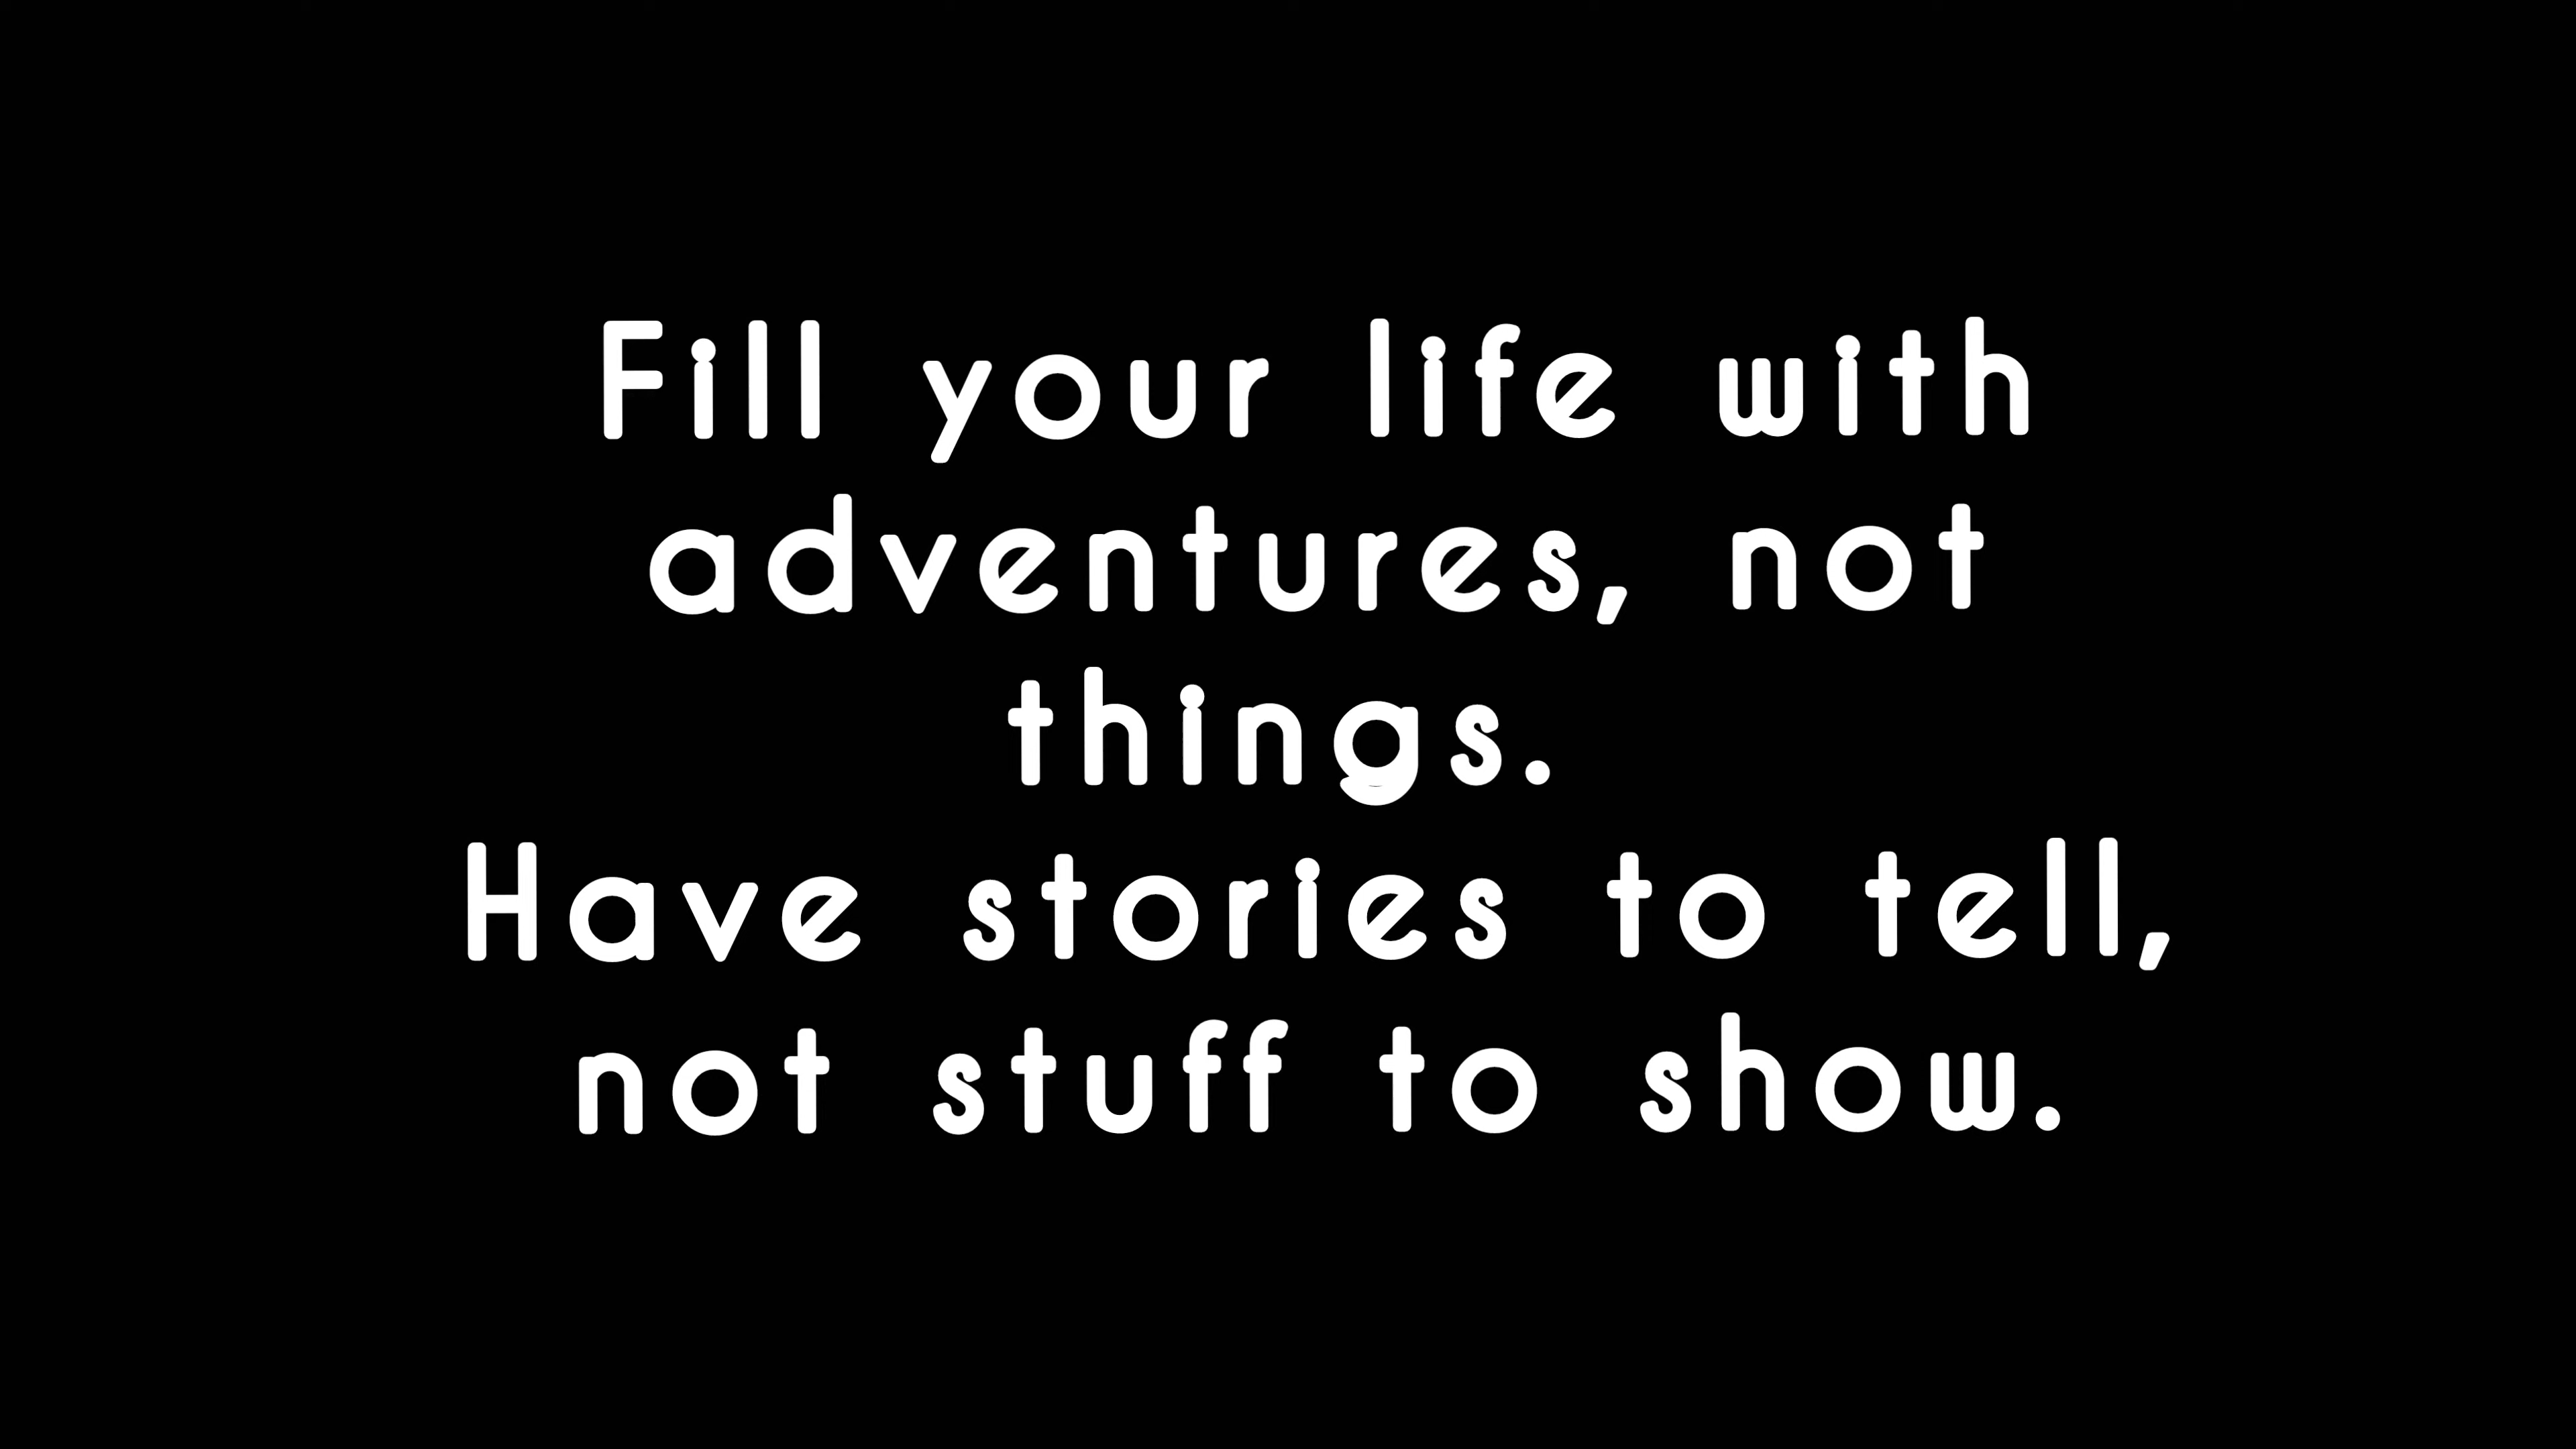 Fill your life with
adventures, not
things.
Have stories to tell,
not stuff to show.